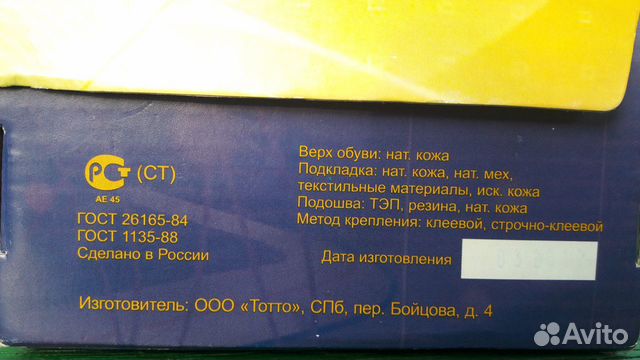 РСТ (СТ)
АЕ 45
ГОСТ 26165-84
ГОСТ 1135-88
Сделано в России
Верх обуви: нат. кожа
Подкладка: нат. кожа, нат. мех,
текстильные материалы, иск. кожа
Подошва: ТЭП, резина, нат. кожа
Метод крепления: клеевой, строчно-клеевой
Дата изготовления
Изготовитель: ООО «Тотто», СПб, пер. Бойцова, д. 4
Avito